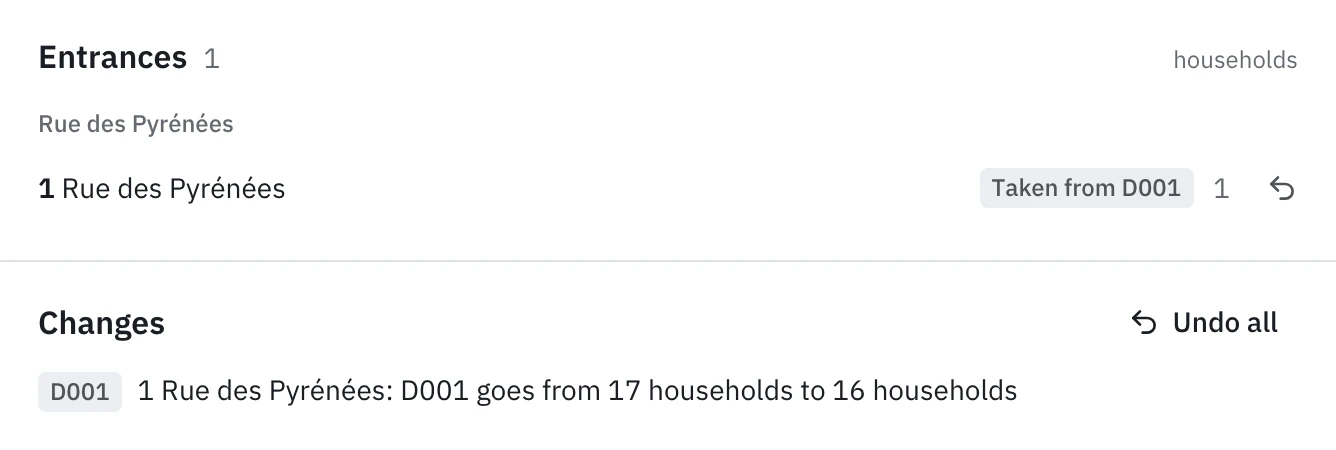 Entrances 1 households
Rue des Pyrénées
1 Rue des Pyrénées Taken from D001 1
Changes Undo all
D001 1 Rue des Pyrénées: D001 goes from 17 households to 16 households